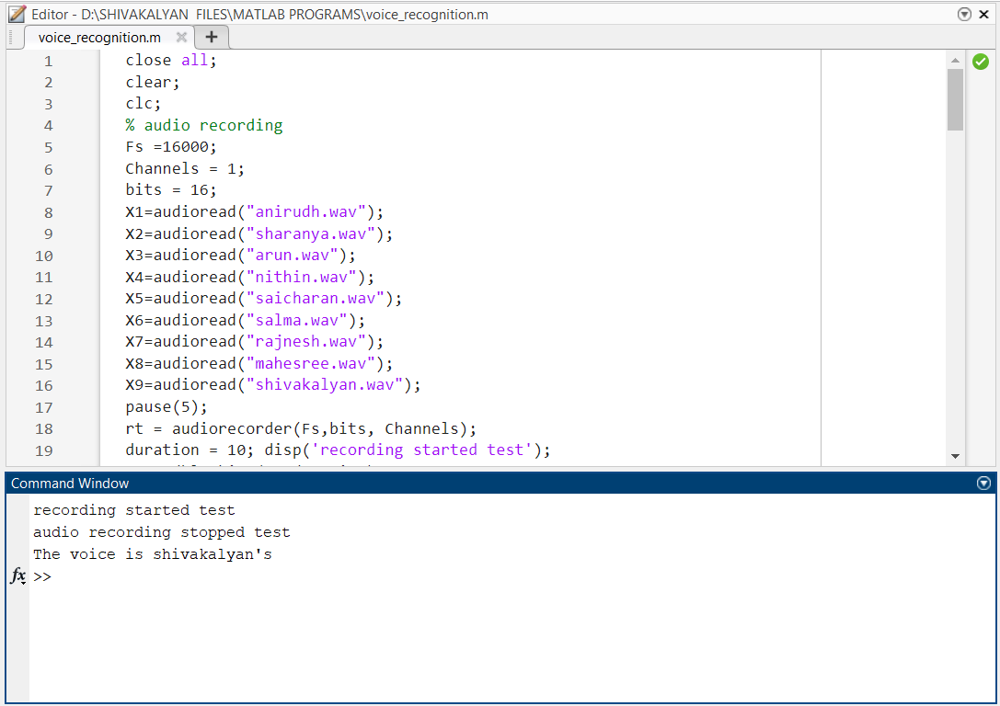 Editor - D:\SHIVAKALYAN FILES\MATLAB PROGRAMS\voice_recognition.m
voice_recognition.m
1 close all;
2 clear;
3 clc;
4 % audio recording
5 Fs =16000;
6 Channels = 1;
7 bits = 16;
8 X1=audioread("anirudh.wav");
9 X2=audioread("sharanya.wav");
10 X3=audioread("arun.wav");
11 X4=audioread("nithin.wav");
12 X5=audioread("saicharan.wav");
13 X6=audioread("salma.wav");
14 X7=audioread("rajnesh.wav");
15 X8=audioread("mahesree.wav");
16 X9=audioread("shivakalyan.wav");
17 pause(5);
18 rt = audiorecorder(Fs,bits, Channels);
19 duration = 10; disp('recording started test');
Command Window
recording started test
audio recording stopped test
The voice is shivakalyan's
fx >>